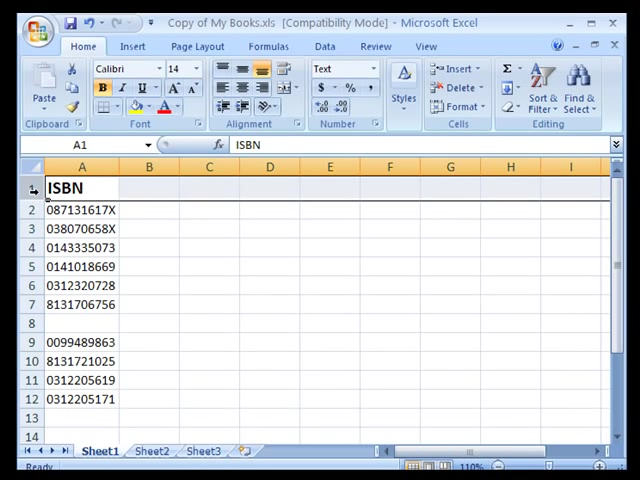 Copy of My Books.xls [Compatibility Mode] - Microsoft Excel
Home Insert Page Layout Formulas Data Review View
Calibri 14 Text Insert Σ
Paste B I U A A $ % , Styles Delete Sort & Filter Find & Select
A Format
Clipboard Font Alignment Number Cells Editing
A1 fx ISBN
A B C D E F G H I
1 ISBN
2 087131617X
3 038070658X
4 0143335073
5 0141018669
6 0312320728
7 8131706756
8
9 0099489863
10 8131721025
11 0312205619
12 0312205171
13
14
Sheet1 Sheet2 Sheet3
Ready 110%